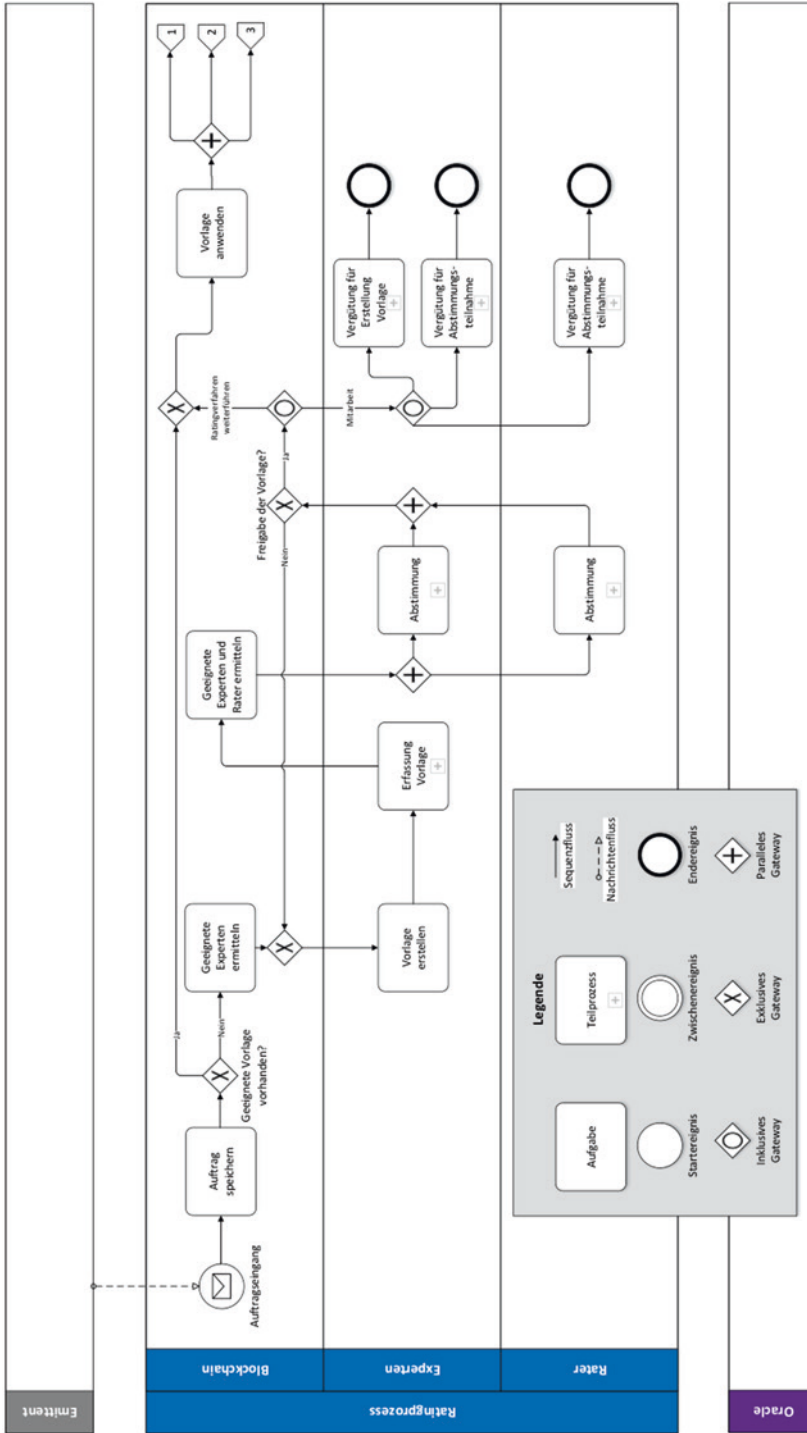 Emittent
Ratingprozess
Blockchain
Experten
Rater
Oracle
Auftragseingang
Auftrag
speichern
Geeignete Vorlage
vorhanden?
Ja
Nein
Geeignete
Experten
ermitteln
Vorlage
erstellen
Erfassung
Vorlage
Geeignete
Experten und
Rater ermitteln
Abstimmung
Abstimmung
Freigabe der Vorlage?
Nein
Ja
Ratingverfahren
weiterführen
Mitarbeit
Vorlage
anwenden
1
2
3
Vergütung für
Erstellung
Vorlage
Vergütung für
Abstimmungs-
teilnahme
Vergütung für
Abstimmungs-
teilnahme
Legende
Aufgabe
Teilprozess
Sequenzfluss
Nachrichtenfluss
Startereignis
Zwischenereignis
Endereignis
Inklusives
Gateway
Exklusives
Gateway
Paralleles
Gateway